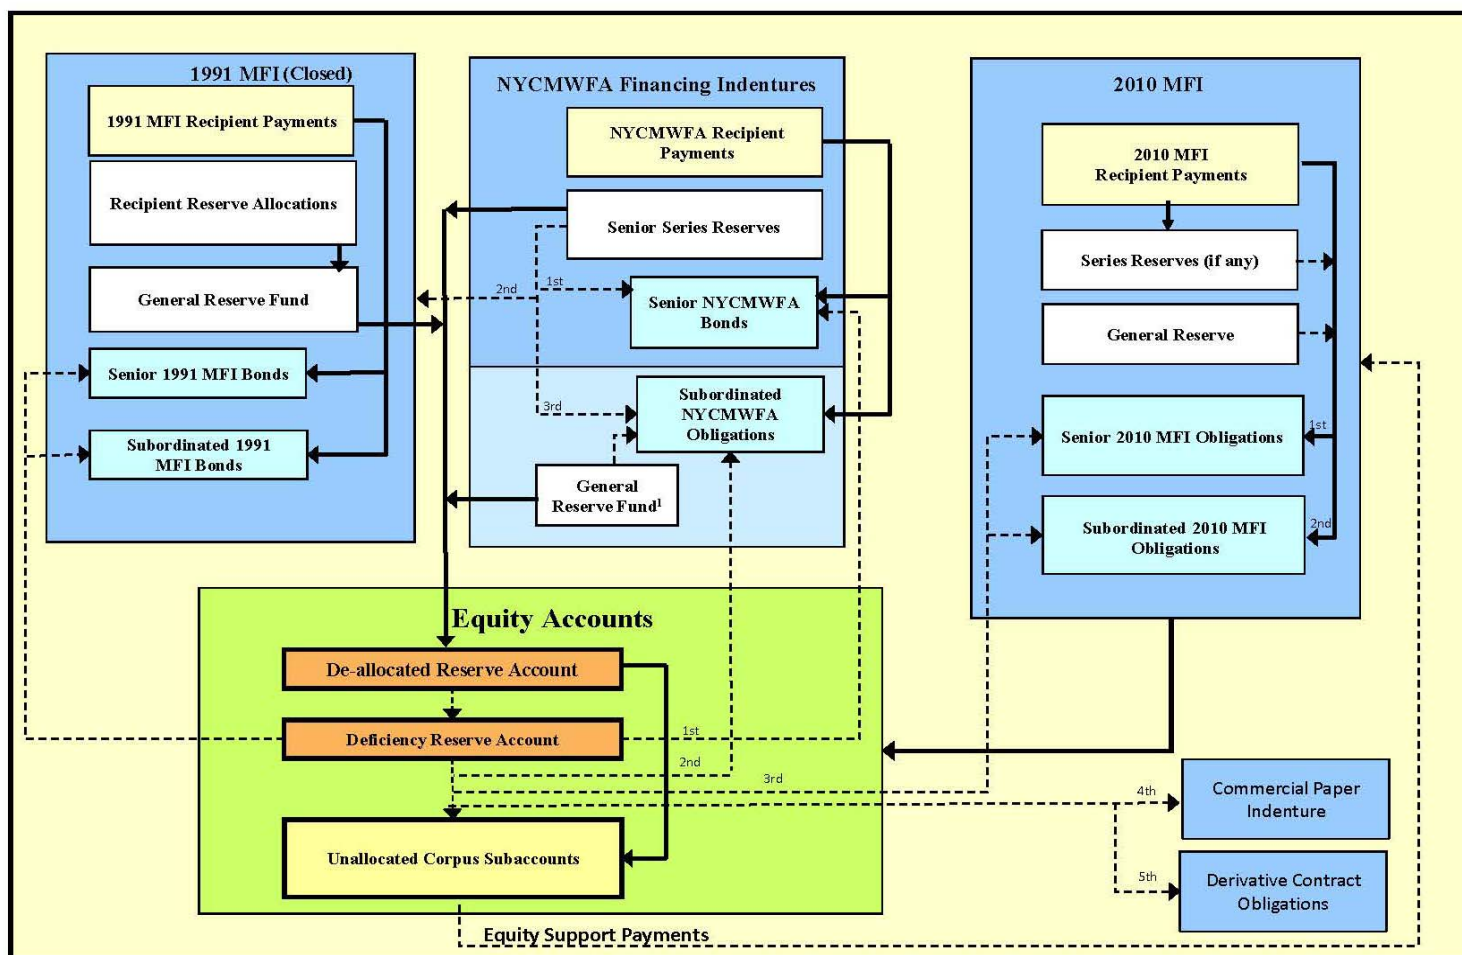 1991 MFI (Closed)
1991 MFI Recipient Payments
Recipient Reserve Allocations
General Reserve Fund
Senior 1991 MFI Bonds
Subordinated 1991
MFI Bonds
NYCMWFA Financing Indentures
NYCMWFA Recipient
Payments
Senior Series Reserves
1st
2nd
Senior NYCMWFA
Bonds
3rd
Subordinated
NYCMWFA
Obligations
General
Reserve Fund¹
2010 MFI
2010 MFI
Recipient Payments
Series Reserves (if any)
General Reserve
Senior 2010 MFI Obligations
1st
Subordinated 2010 MFI
Obligations
2nd
Equity Accounts
De-allocated Reserve Account
Deficiency Reserve Account
1st
2nd
3rd
Unallocated Corpus Subaccounts
4th
Commercial Paper
Indenture
5th
Derivative Contract
Obligations
Equity Support Payments